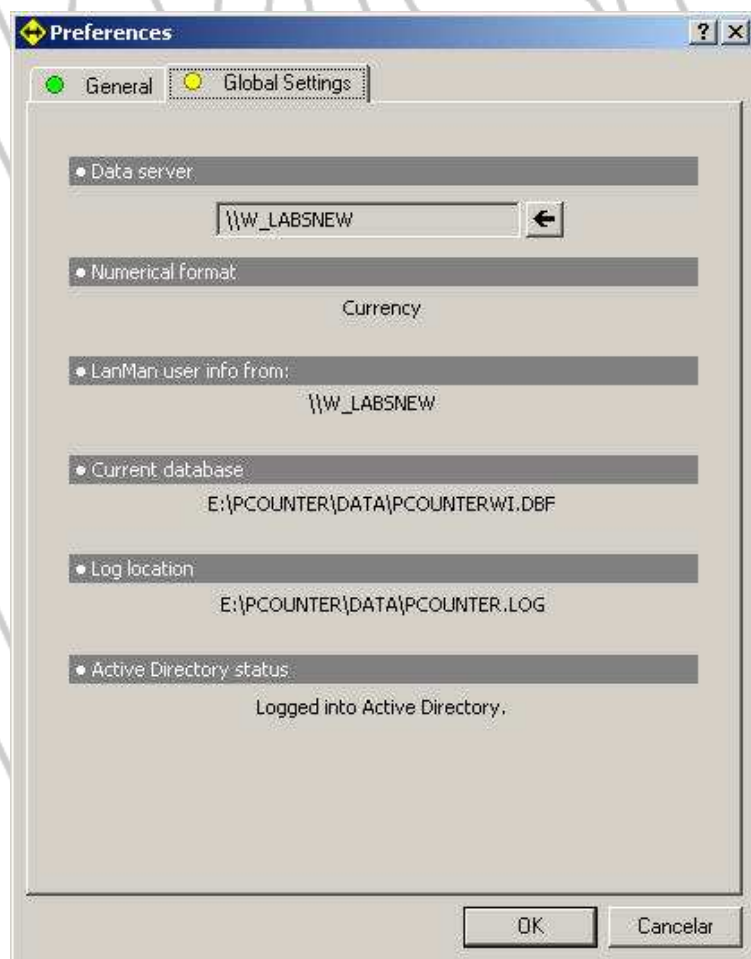 Preferences
General
Global Settings
Data server
\\W_LABSNEW
Numerical format
Currency
LanMan user info from:
\\W_LABSNEW
Current database
E:\PCOUNTER\DATA\PCOUNTERWI.DBF
Log location
E:\PCOUNTER\DATA\PCOUNTER.LOG
Active Directory status
Logged into Active Directory.
OK
Cancelar